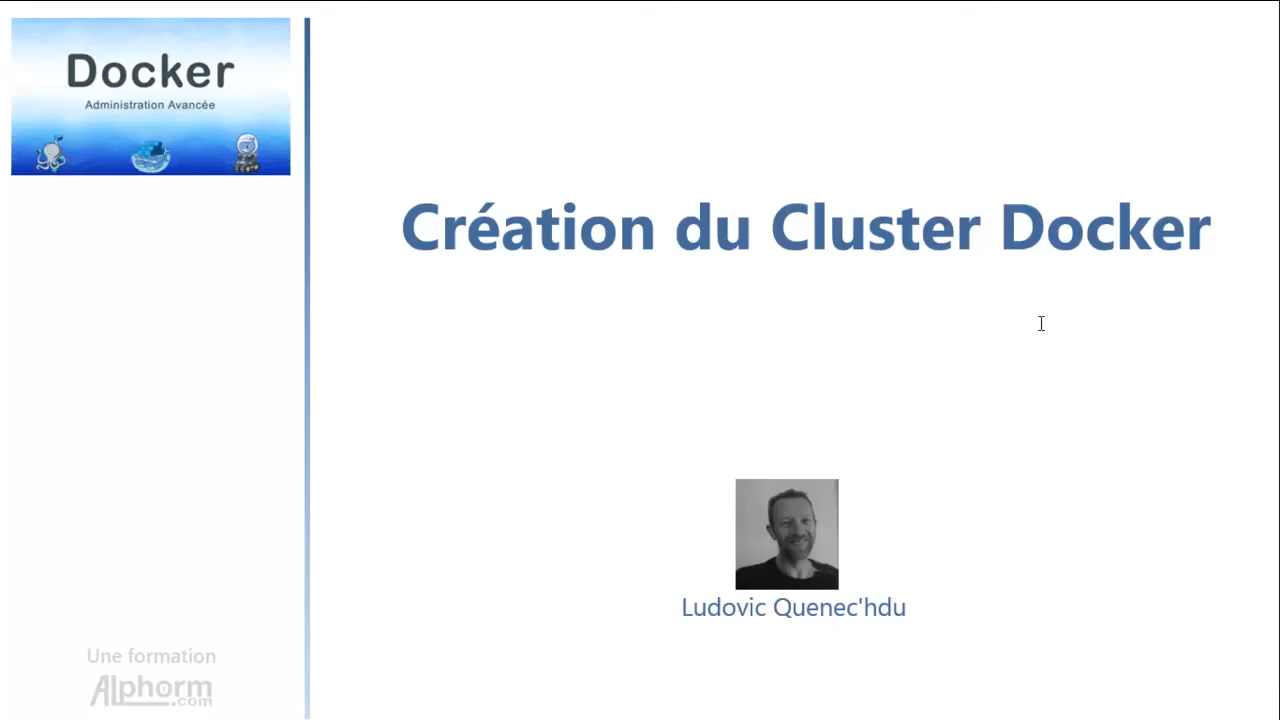 Docker
Administration Avancée
Création du Cluster Docker
Ludovic Quenec'hdu
Une formation
Alphorm
.com